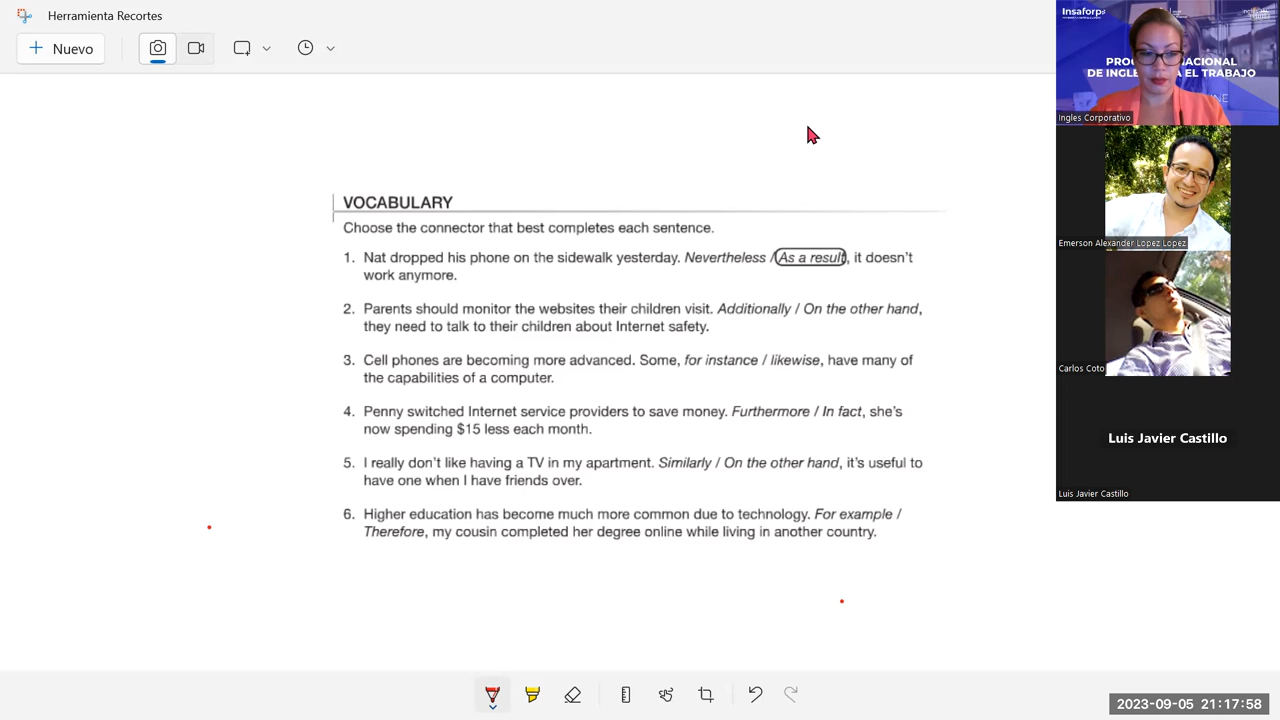 Herramienta Recortes
Nuevo
VOCABULARY
Choose the connector that best completes each sentence.
1. Nat dropped his phone on the sidewalk yesterday. Nevertheless / As a result, it doesn't
work anymore.
2. Parents should monitor the websites their children visit. Additionally / On the other hand,
they need to talk to their children about Internet safety.
3. Cell phones are becoming more advanced. Some, for instance / likewise, have many of
the capabilities of a computer.
4. Penny switched Internet service providers to save money. Furthermore / In fact, she's
now spending $15 less each month.
5. I really don't like having a TV in my apartment. Similarly / On the other hand, it's useful to
have one when I have friends over.
6. Higher education has become much more common due to technology. For example /
Therefore, my cousin completed her degree online while living in another country.
Insaforp
DE EL TRABAJO
Ingles Corporativo
Emerson Alexander Lopez Lopez
Carlos Coto
Luis Javier Castillo
Luis Javier Castillo
2023-09-05 21:17:58